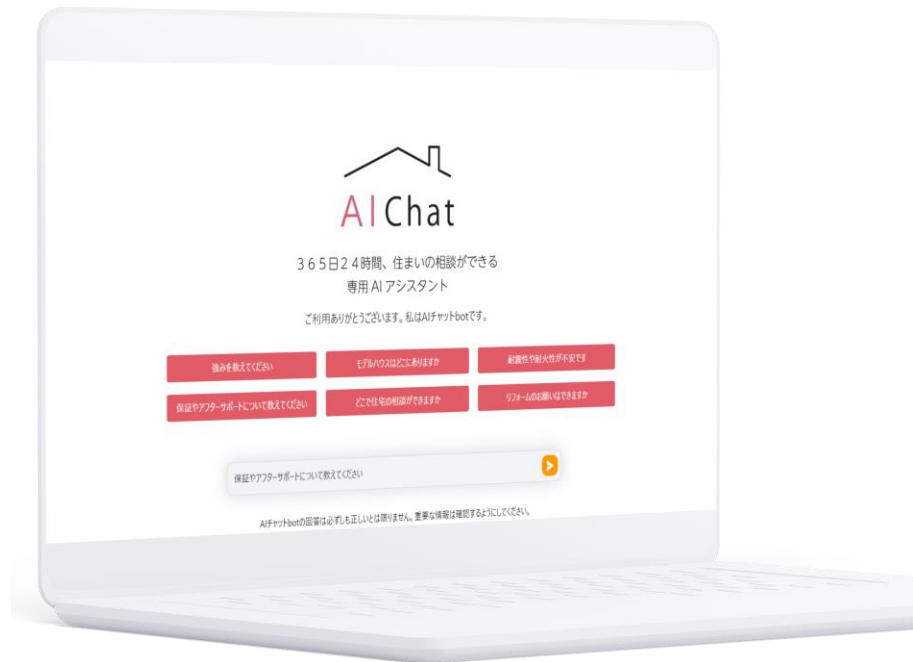 AI Chat
365日24時間、住まいの相談ができる
専用 AI アシスタント
ご利用ありがとうございます。私はAIチャットbotです。
強みを教えてください
モデルハウスはどこにありますか
耐震性や耐火性が不安です
保証やアフターサポートについて教えてください
どこで住宅の相談ができますか
リフォームのお願いはできますか
保証やアフターサポートについて教えてください
AIチャットbotの回答は必ずしも正しいとは限りません。重要な情報は確認するようにしてください。